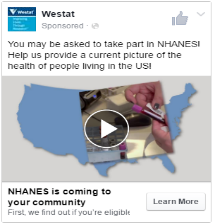 Westat
Westat
Sponsored ·
You may be asked to take part in NHANES!
Help us provide a current picture of the
health of people living in the US!
NHANES is coming to
your community
First, we find out if you're eligible
Learn More